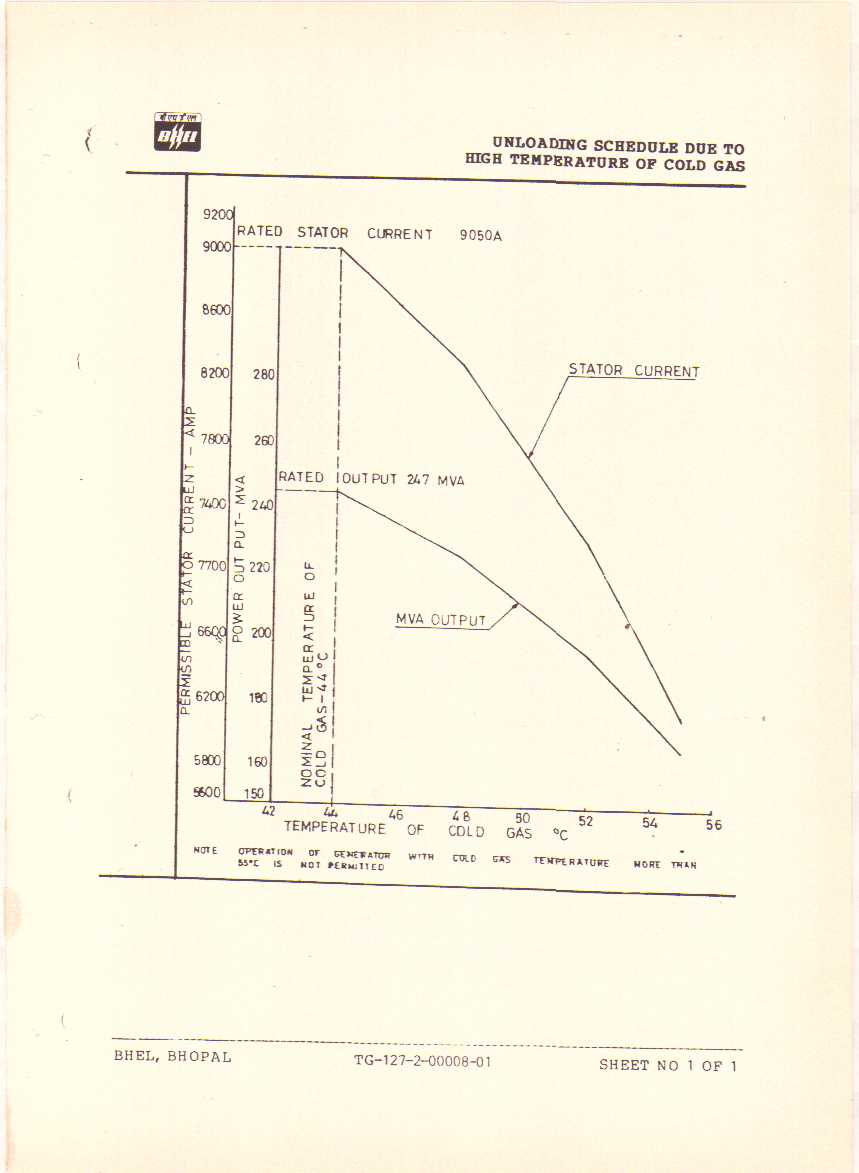 बी एच ई एल
BHEL
UNLOADING SCHEDULE DUE TO
HIGH TEMPERATURE OF COLD GAS
9200
RATED STATOR CURRENT 9050A
9000
8600
8200 280
STATOR CURRENT
7800 260
RATED OUTPUT 247 MVA
7400 240
7700 220
MVA OUTPUT
6600 200
6200 180
5800 160
5600 150
PERMISSIBLE STATOR CURRENT - AMP
POWER OUTPUT - MVA
NOMINAL TEMPERATURE OF
COLD GAS - 44°C
42 44 46 48 50 52 54 56
TEMPERATURE OF COLD GAS °C
NOTE OPERATION OF GENERATOR WITH COLD GAS TEMPERATURE MORE THAN
55°C IS NOT PERMITTED
BHEL, BHOPAL TG-127-2-00008-01 SHEET NO 1 OF 1